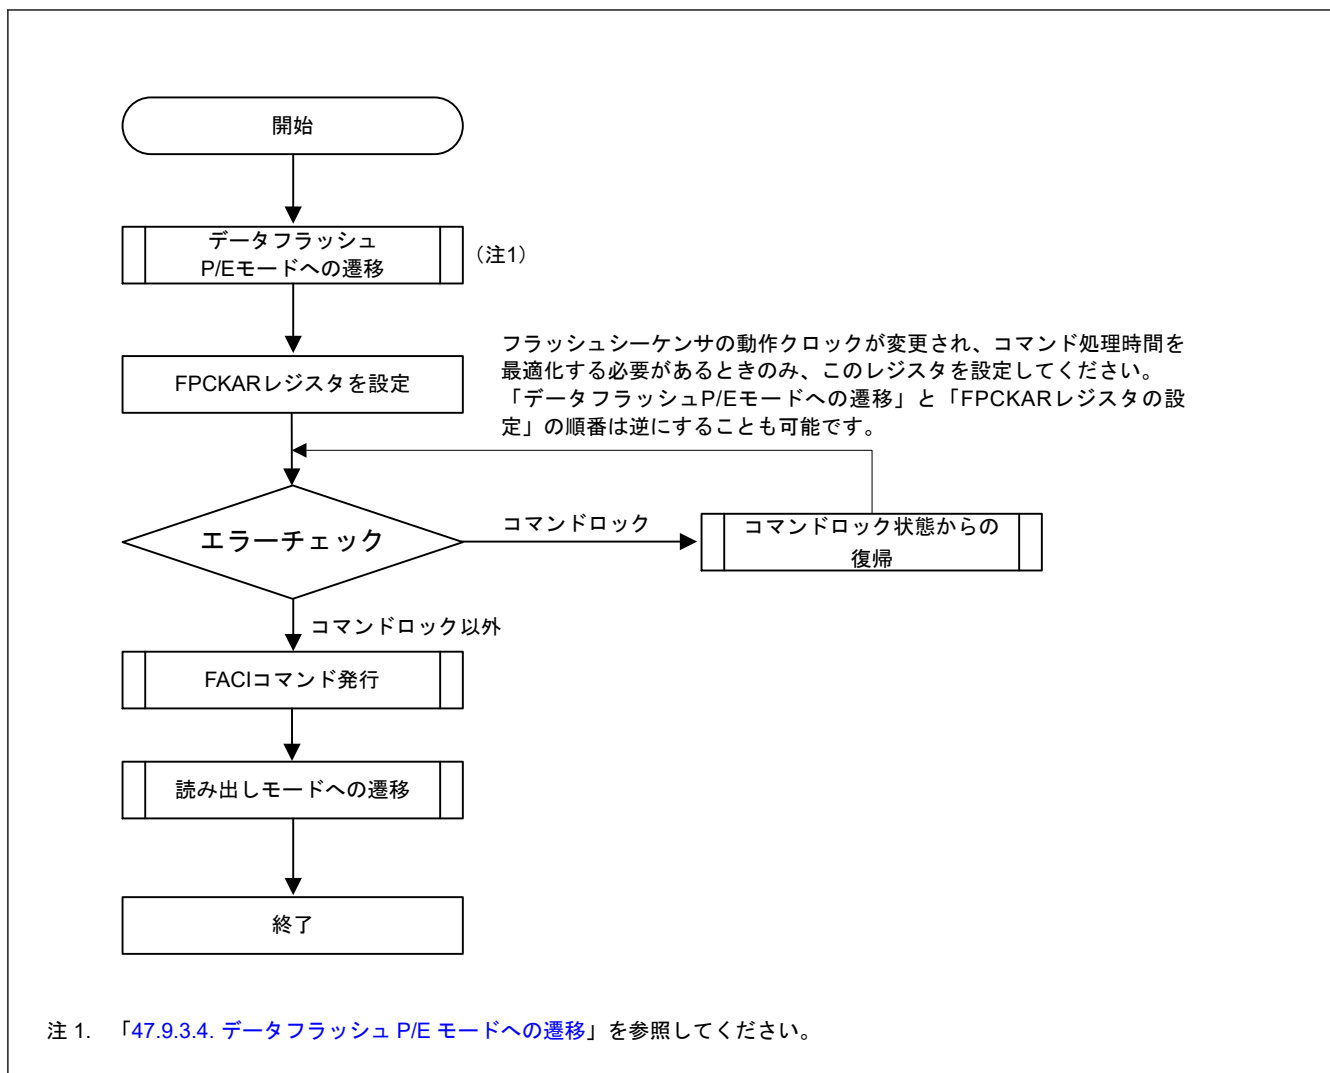 開始
データフラッシュ
P/Eモードへの遷移
（注1）
FPCKARレジスタを設定
フラッシュシーケンサの動作クロックが変更され、コマンド処理時間を
最適化する必要があるときのみ、このレジスタを設定してください。
「データフラッシュP/Eモードへの遷移」と「FPCKARレジスタの設
定」の順番は逆にすることも可能です。
エラーチェック
コマンドロック
コマンドロック状態からの
復帰
コマンドロック以外
FACIコマンド発行
読み出しモードへの遷移
終了
注 1. 「47.9.3.4. データフラッシュ P/E モードへの遷移」を参照してください。